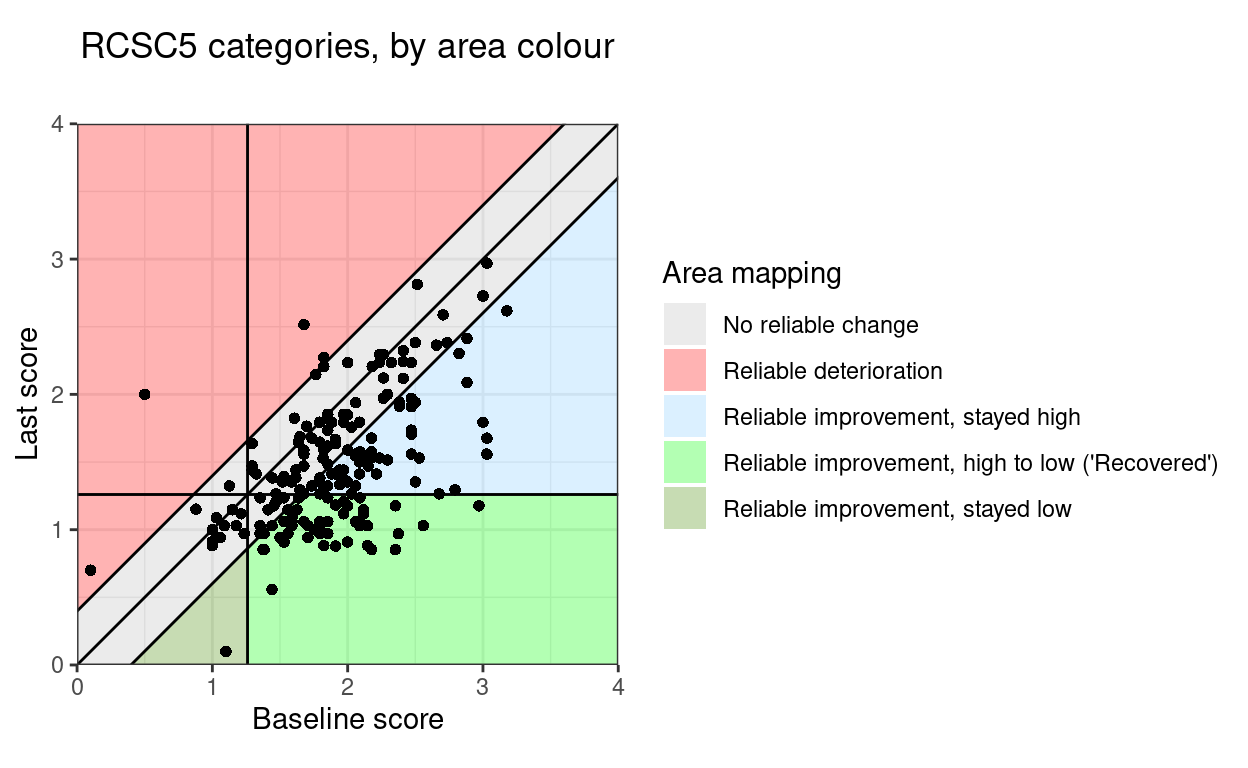 RCSC5 categories, by area colour
4
3
2
1
0
0 1 2 3 4
Last score
Baseline score
Area mapping
No reliable change
Reliable deterioration
Reliable improvement, stayed high
Reliable improvement, high to low ('Recovered')
Reliable improvement, stayed low